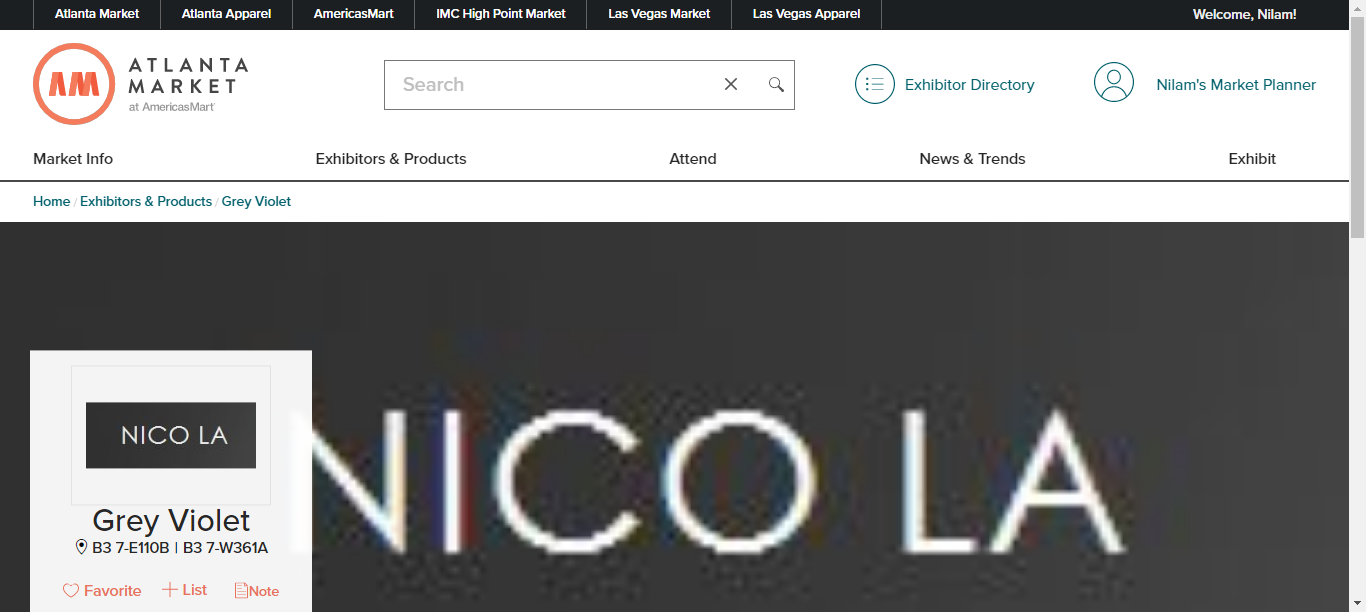 Atlanta Market Atlanta Apparel AmericasMart IMC High Point Market Las Vegas Market Las Vegas Apparel Welcome, Nilam!
AM ATLANTA
MARKET
at AmericasMart
Search Exhibitor Directory Nilam's Market Planner
Market Info Exhibitors & Products Attend News & Trends Exhibit
Home / Exhibitors & Products / Grey Violet
NICO LA
NICO LA
Grey Violet
B3 7-E110B | B3 7-W361A
Favorite List Note